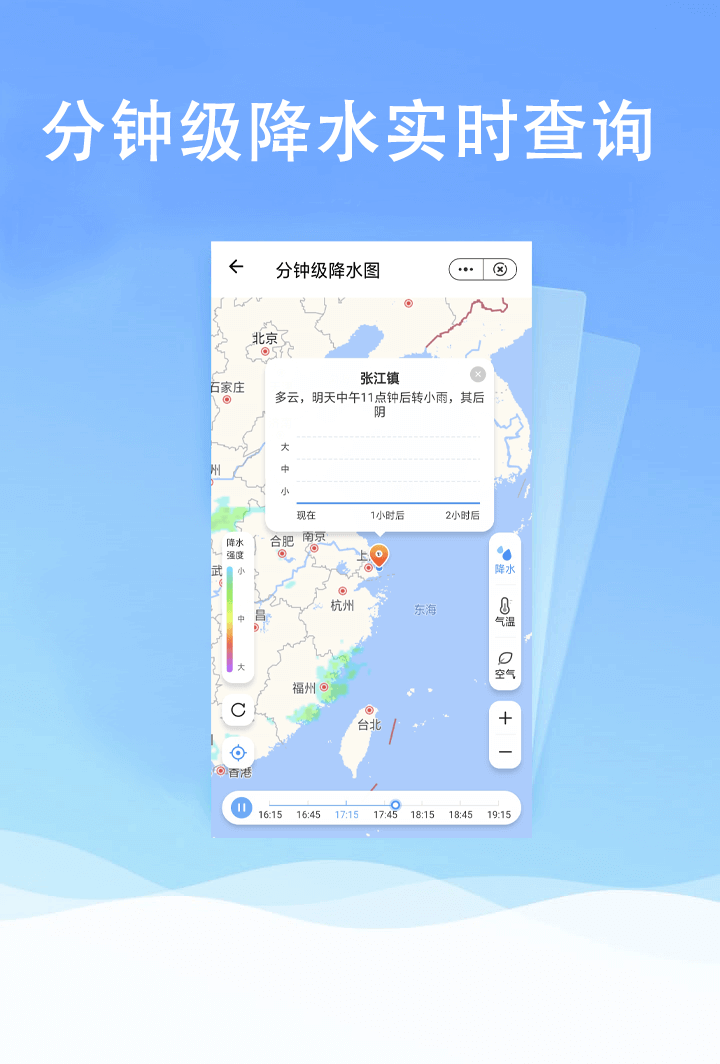 分钟级降水实时查询
分钟级降水图
北京
石家庄
张江镇
多云，明天中午11点钟后转小雨，其后
阴
大
中
小
现在 1小时后 2小时后
州
合肥
南京
上
武
杭州
昌
东海
福州
台北
香港
降水
强度
小
中
大
降水
气温
空气
16:15 16:45 17:15 17:45 18:15 18:45 19:15